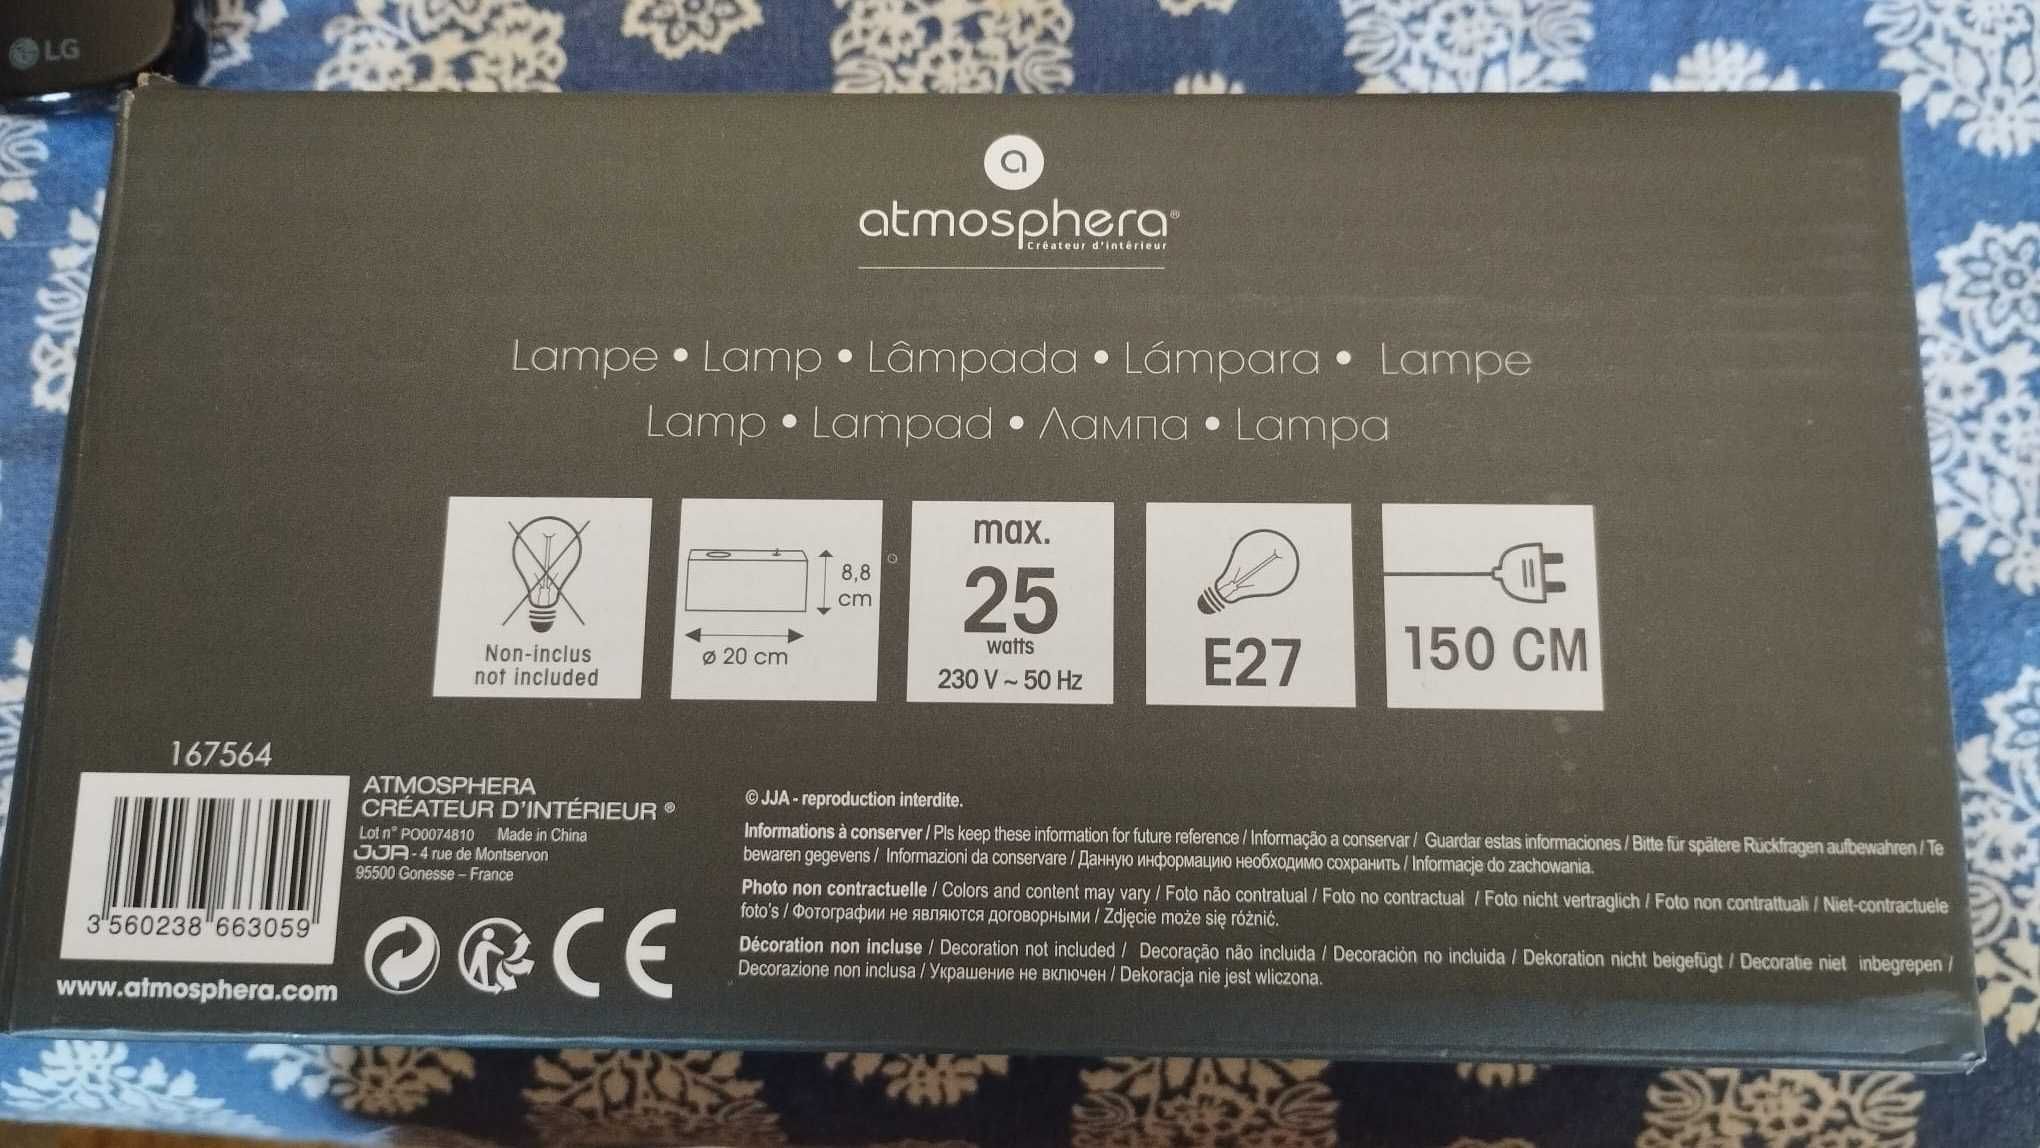 LG
a
atmosphera®
Créateur d'intérieur
Lampe • Lamp • Lâmpada • Lámpara • Lampe
Lamp • Lampad • Лампа • Lampa
Non-inclus
not included
8,8
cm
ø 20 cm
max.
25
watts
230 V ~ 50 Hz
E27
150 CM
167564
3 560238 663059
www.atmosphera.com
ATMOSPHERA
CRÉATEUR D'INTÉRIEUR ®
Lot n° PO0074810 Made in China
JJA - 4 rue de Montservon
95500 Gonesse – France
CE
© JJA - reproduction interdite.
Informations à conserver / Pls keep these information for future reference / Informação a conservar / Guardar estas informaciones / Bitte für spätere Rückfragen aufbewahren / Te
bewaren gegevens / Informazioni da conservare / Данную информацию необходимо сохранить / Informacje do zachowania.
Photo non contractuelle / Colors and content may vary / Foto não contratual / Foto no contractual / Foto nicht vertraglich / Foto non contrattuali / Niet-contractuele
foto's / Фотографии не являются договорными / Zdjęcie może się różnić.
Décoration non incluse / Decoration not included / Decoração não incluida / Decoración no incluida / Dekoration nicht beigefügt / Decoratie niet inbegrepen /
Decorazione non inclusa / Украшение не включен / Dekoracja nie jest wliczona.